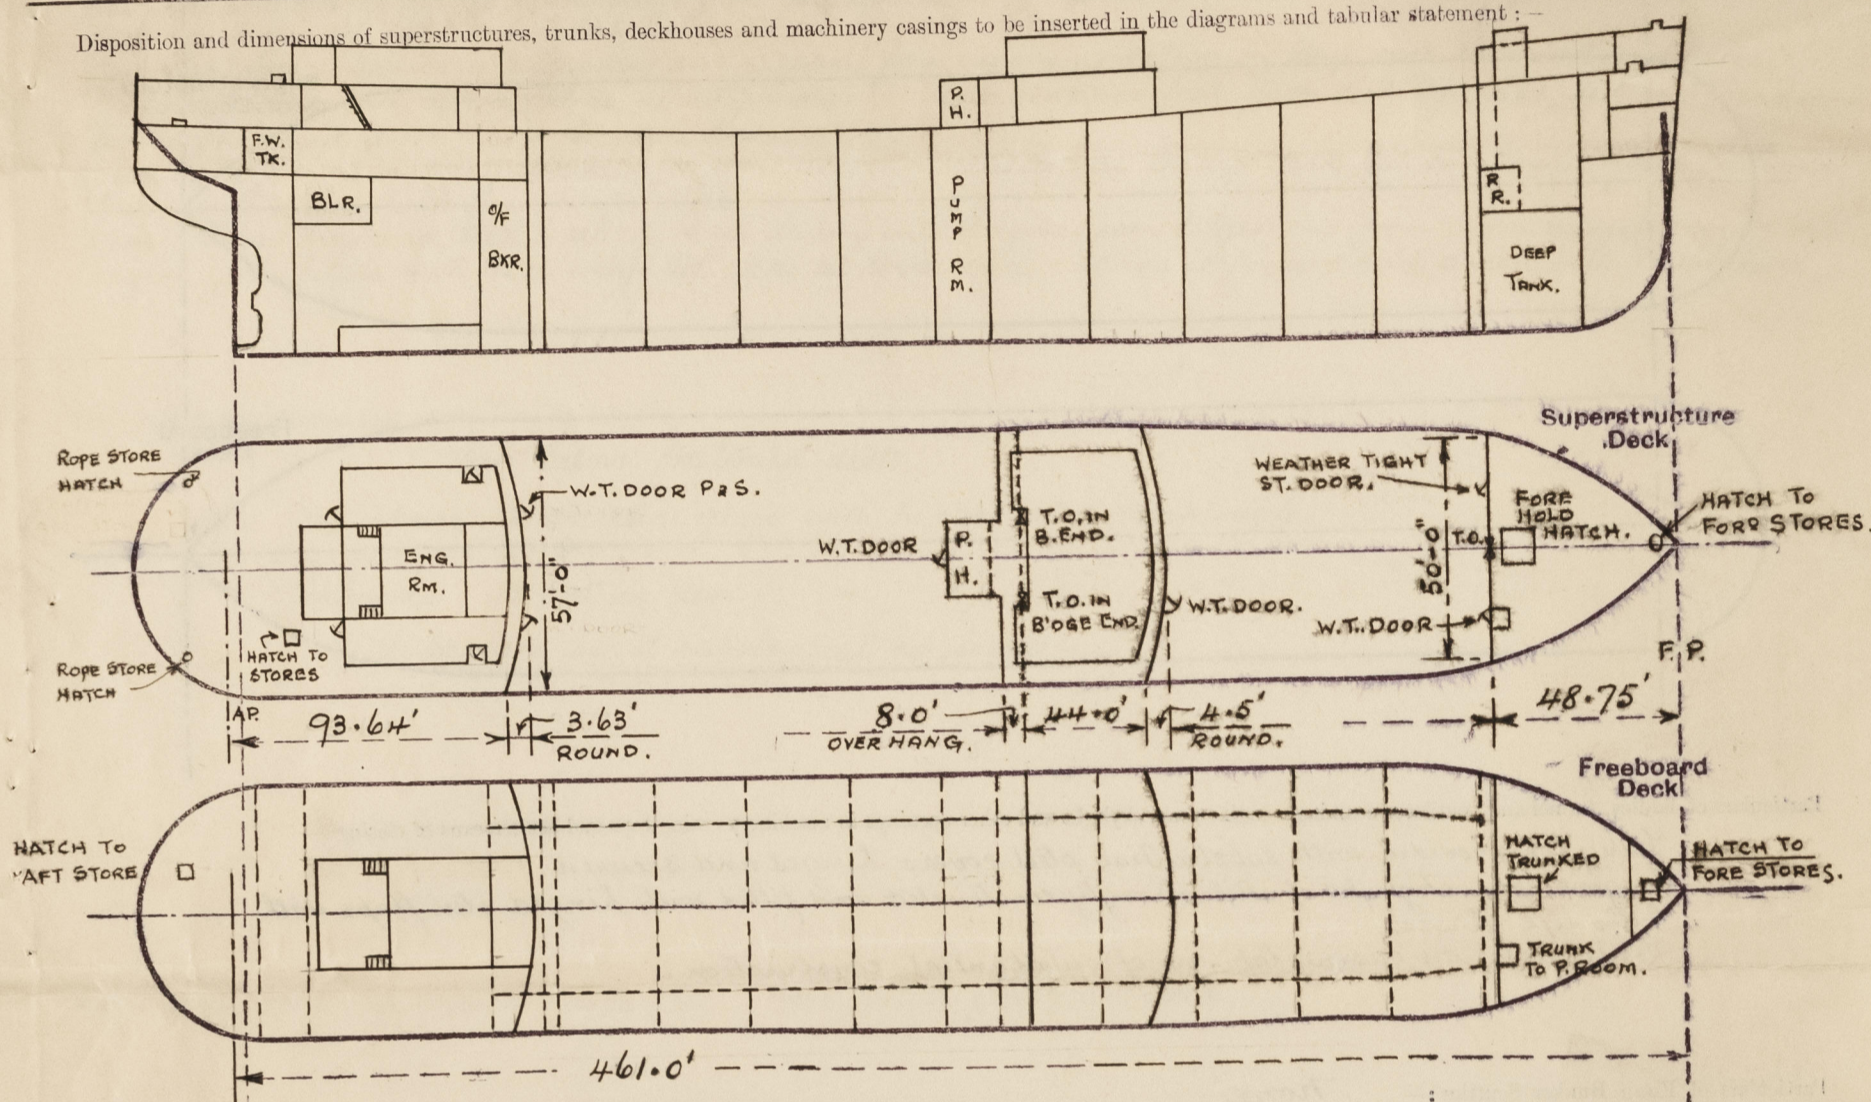 Disposition and dimensions of superstructures, trunks, deckhouses and machinery casings to be inserted in the diagrams and tabular statement :—
P.
H.
F.W.
TK.
BLR.
O/F
BKR.
PUMP
RM.
R
R.
DEEP
TANK.
Superstructure
Deck
ROPE STORE
HATCH
W.T. DOOR P & S.
ENG.
RM.
57'-0"
HATCH TO
STORES
ROPE STORE
HATCH
W.T. DOOR
P.
H.
T.O. IN
B. END.
T.O. IN
B'DGE END.
W.T. DOOR.
WEATHER TIGHT
ST. DOOR.
50'-0"
T.O.
FORE
HOLD
HATCH.
HATCH TO
FORD STORES.
W.T. DOOR
F.P.
A.P.
93.64'
3.63'
ROUND.
8.0'
OVER HANG.
44.0'
4.5'
ROUND.
48.75'
Freeboard
Deck
HATCH TO
AFT STORE
HATCH
TRUNKED
HATCH TO
FORE STORES.
TRUNK
TO P. ROOM.
461.0'